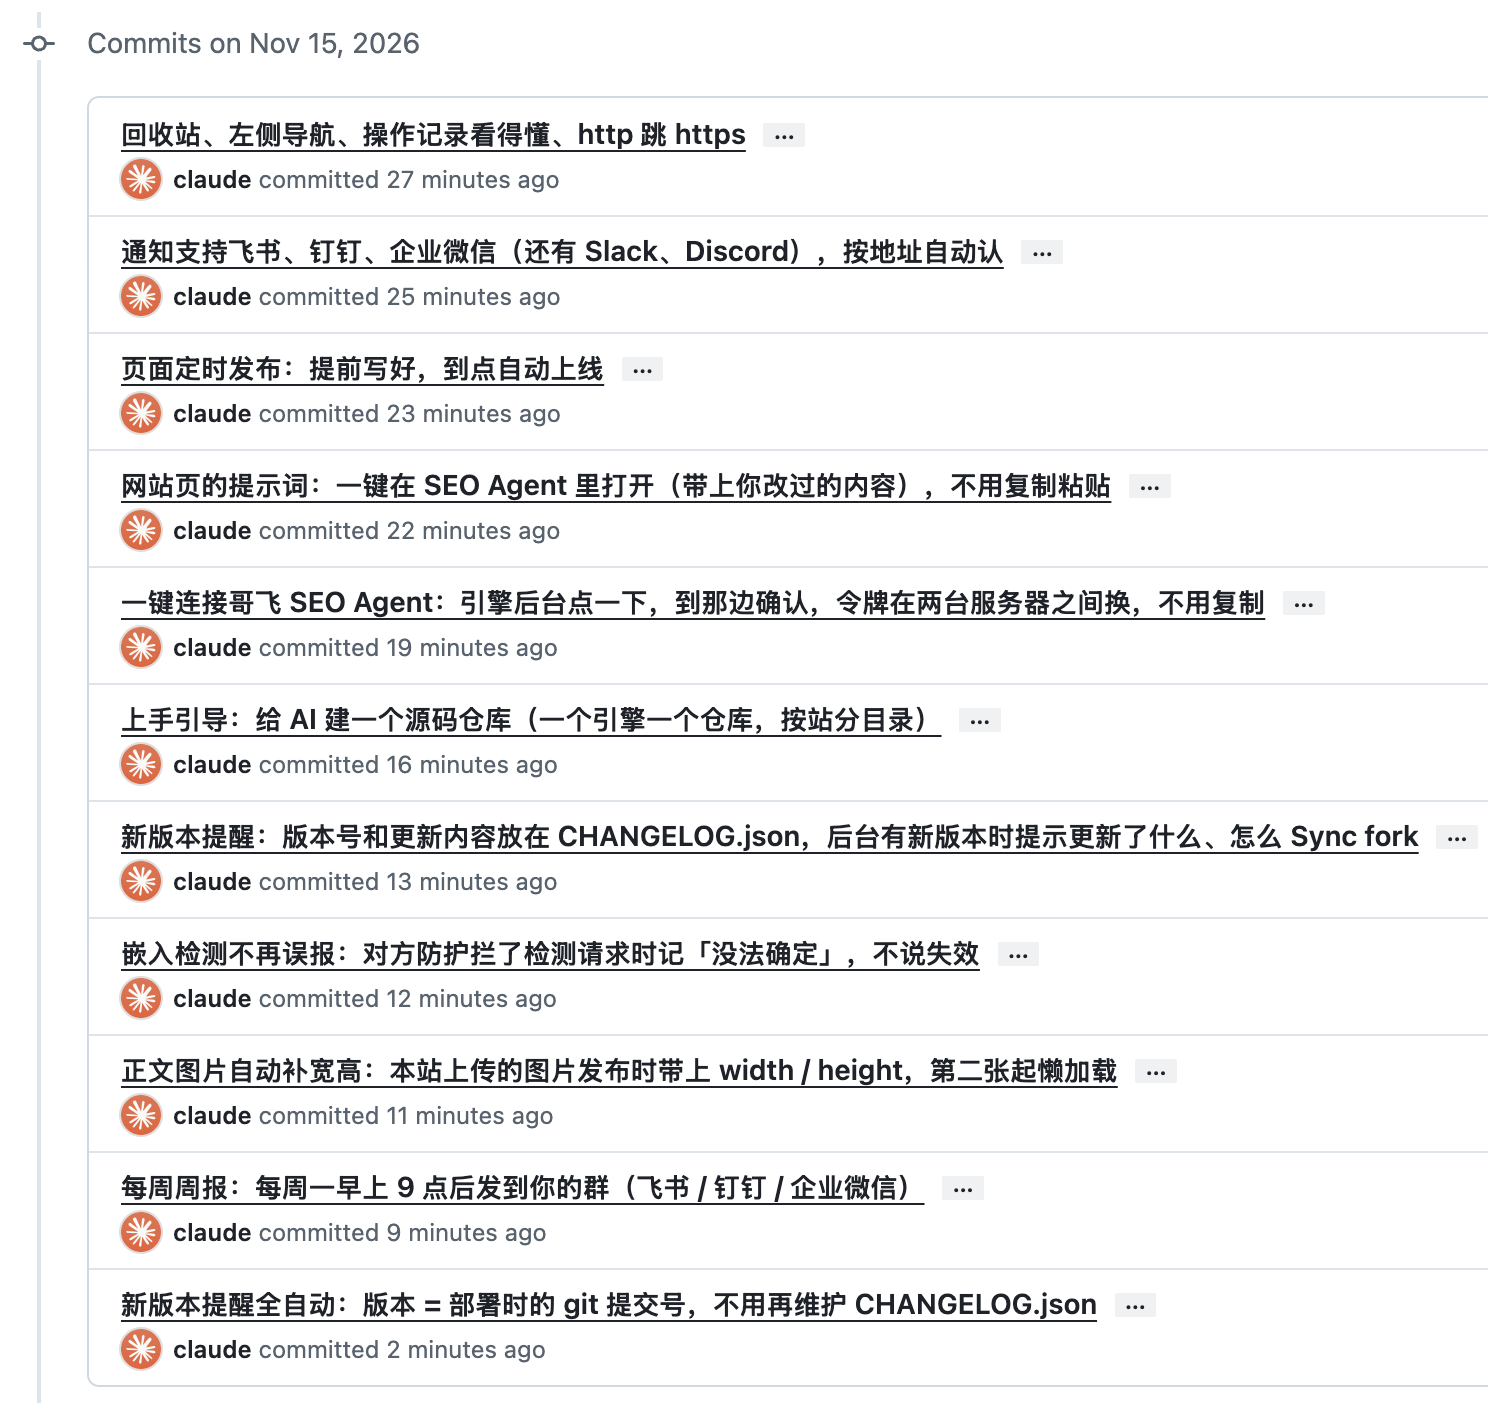 Commits on Nov 15, 2026
回收站、左侧导航、操作记录看得懂、http 跳 https ...
claude committed 27 minutes ago
通知支持飞书、钉钉、企业微信（还有 Slack、Discord），按地址自动认 ...
claude committed 25 minutes ago
页面定时发布：提前写好，到点自动上线 ...
claude committed 23 minutes ago
网站页的提示词：一键在 SEO Agent 里打开（带上你改过的内容），不用复制粘贴 ...
claude committed 22 minutes ago
一键连接哥飞 SEO Agent：引擎后台点一下，到那边确认，令牌在两台服务器之间换，不用复制 ...
claude committed 19 minutes ago
上手引导：给 AI 建一个源码仓库（一个引擎一个仓库，按站分目录） ...
claude committed 16 minutes ago
新版本提醒：版本号和更新内容放在 CHANGELOG.json，后台有新版本时提示更新了什么、怎么 Sync fork ...
claude committed 13 minutes ago
嵌入检测不再误报：对方防护拦了检测请求时记「没法确定」，不说失效 ...
claude committed 12 minutes ago
正文图片自动补宽高：本站上传的图片发布时带上 width / height，第二张起懒加载 ...
claude committed 11 minutes ago
每周周报：每周一早上 9 点后发到你的群（飞书 / 钉钉 / 企业微信） ...
claude committed 9 minutes ago
新版本提醒全自动：版本 = 部署时的 git 提交号，不用再维护 CHANGELOG.json ...
claude committed 2 minutes ago